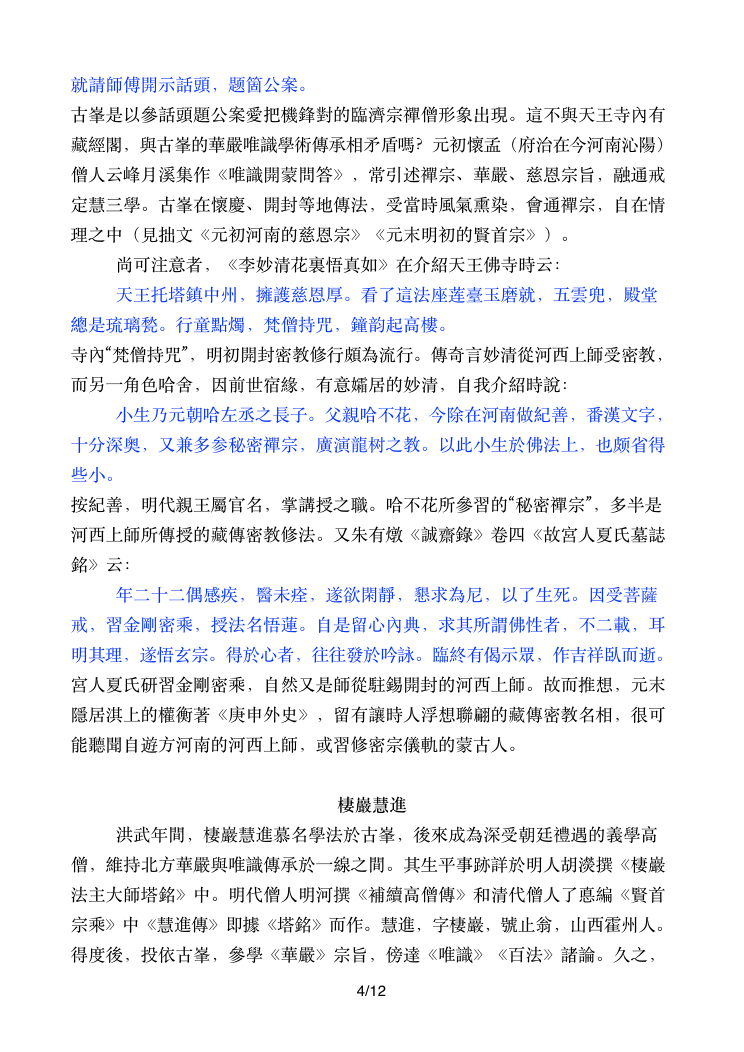 就請師傅開示話頭，题箇公案。
古峯是以參話頭題公案愛把機鋒對的臨濟宗禪僧形象出現。這不與天王寺內有
藏經閣，與古峯的華嚴唯識學術傳承相矛盾嗎？元初懷孟（府治在今河南沁陽）
僧人云峰月溪集作《唯識開蒙問答》，常引述禪宗、華嚴、慈恩宗旨，融通戒
定慧三學。古峯在懷慶、開封等地傳法，受當時風氣熏染，會通禪宗，自在情
理之中（見拙文《元初河南的慈恩宗》《元末明初的賢首宗》）。
尚可注意者，《李妙清花裏悟真如》在介紹天王佛寺時云：
天王托塔鎮中州，擁護慈恩厚。看了這法座莲臺玉磨就，五雲兜，殿堂
總是琉璃甃。行童點燭，梵僧持咒，鐘韵起高樓。
寺內“梵僧持咒”，明初開封密教修行頗為流行。傳奇言妙清從河西上師受密教，
而另一角色哈舍，因前世宿緣，有意孀居的妙清，自我介紹時說：
小生乃元朝哈左丞之長子。父親哈不花，今除在河南做紀善，番漢文字，
十分深奥，又兼多参秘密禪宗，廣演龍树之教。以此小生於佛法上，也颇省得
些小。
按紀善，明代親王屬官名，掌講授之職。哈不花所參習的“秘密禪宗”，多半是
河西上師所傳授的藏傳密教修法。又朱有燉《誠齋錄》卷四《故宮人夏氏墓誌
銘》云：
年二十二偶感疾，醫未痊，遂欲閑靜，懇求為尼，以了生死。因受菩薩
戒，習金剛密乘，授法名悟蓮。自是留心內典，求其所謂佛性者，不二載，耳
明其理，遂悟玄宗。得於心者，往往發於吟詠。臨終有偈示眾，作吉祥臥而逝。
宮人夏氏研習金剛密乘，自然又是師從駐錫開封的河西上師。故而推想，元末
隱居淇上的權衡著《庚申外史》，留有讓時人浮想聯翩的藏傳密教名相，很可
能聽聞自遊方河南的河西上師，或習修密宗儀軌的蒙古人。
棲巖慧進
洪武年間，棲巖慧進慕名學法於古峯，後來成為深受朝廷禮遇的義學高
僧，維持北方華嚴與唯識傳承於一線之間。其生平事跡詳於明人胡濙撰《棲巖
法主大師塔銘》中。明代僧人明河撰《補續高僧傳》和清代僧人了惪編《賢首
宗乘》中《慧進傳》即據《塔銘》而作。慧進，字棲巖，號止翁，山西霍州人。
得度後，投依古峯，參學《華嚴》宗旨，傍達《唯識》《百法》諸論。久之，
4/12